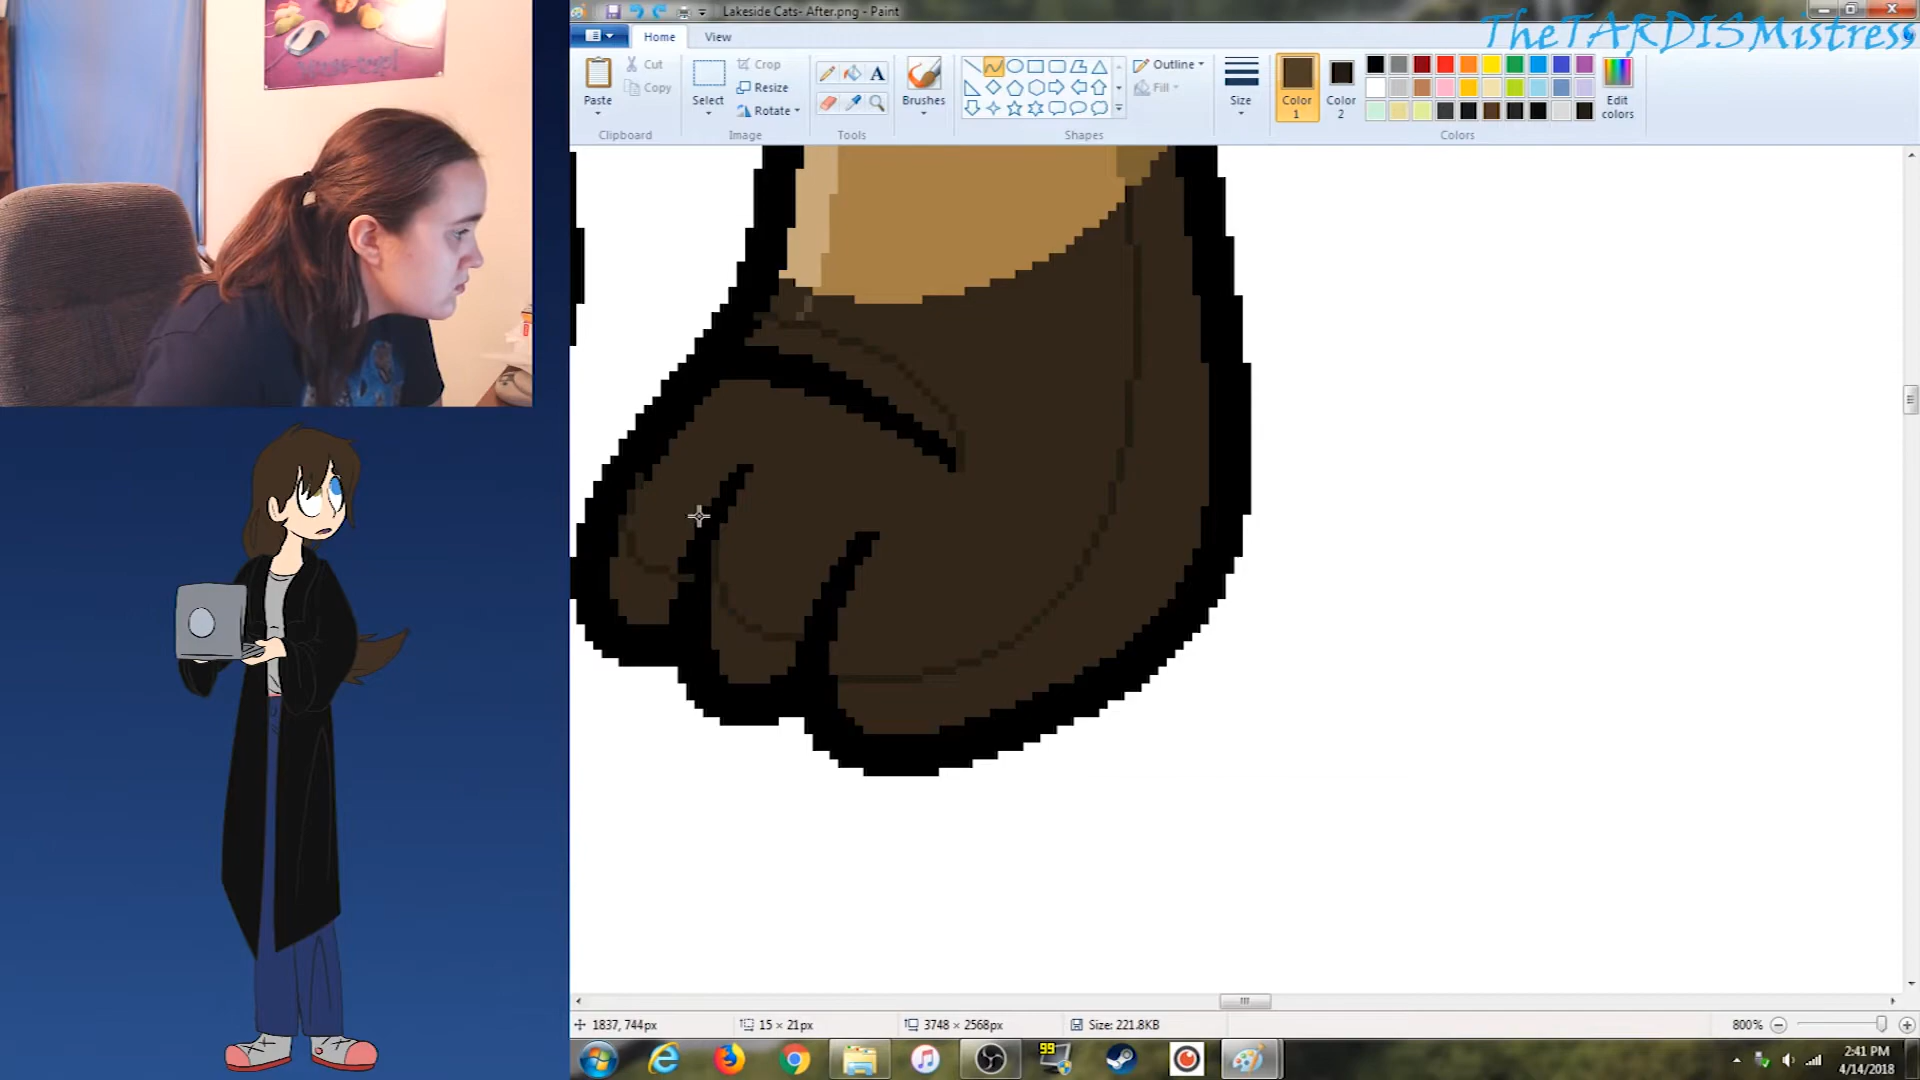 Lakeside Cats- After.png - Paint
TheTARDISMistress
Home
View
Paste
Cut
Copy
Clipboard
Select
Crop
Resize
Rotate
Image
Tools
Brushes
Shapes
Outline
Fill
Size
Color 1
Color 2
Edit colors
Colors
1837, 744px
15 × 21px
3748 × 2568px
Size: 221.8KB
800%
99
2:41 PM
4/14/2018